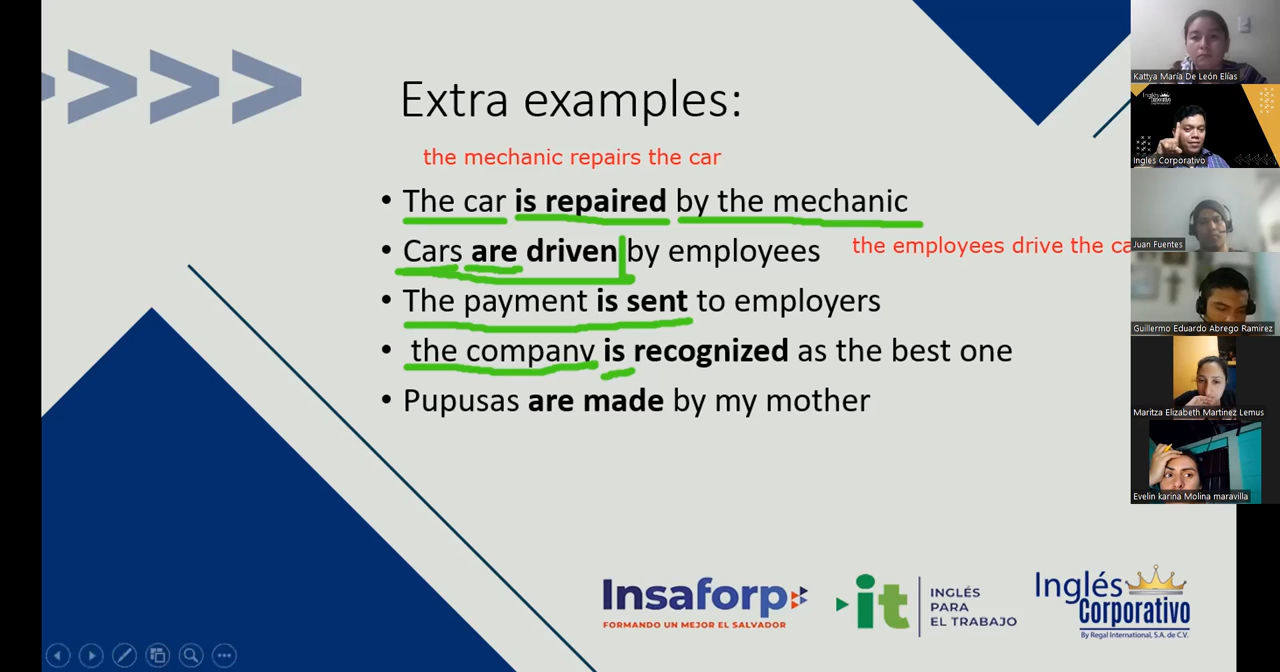 Extra examples:
the mechanic repairs the car
• The car is repaired by the mechanic
• Cars are driven by employees
the employees drive the ca
• The payment is sent to employers
• the company is recognized as the best one
• Pupusas are made by my mother
Insaforp
FORMANDO UN MEJOR EL SALVADOR
it
INGLÉS
PARA
EL TRABAJO
Inglés
Corporativo
By Regal International, S.A. de C.V.
Kattya María De León Elías
Inglés Corporativo
Juan Fuentes
Guillermo Eduardo Abrego Ramirez
Maritza Elizabeth Martinez Lemus
Evelin karina Molina maravilla